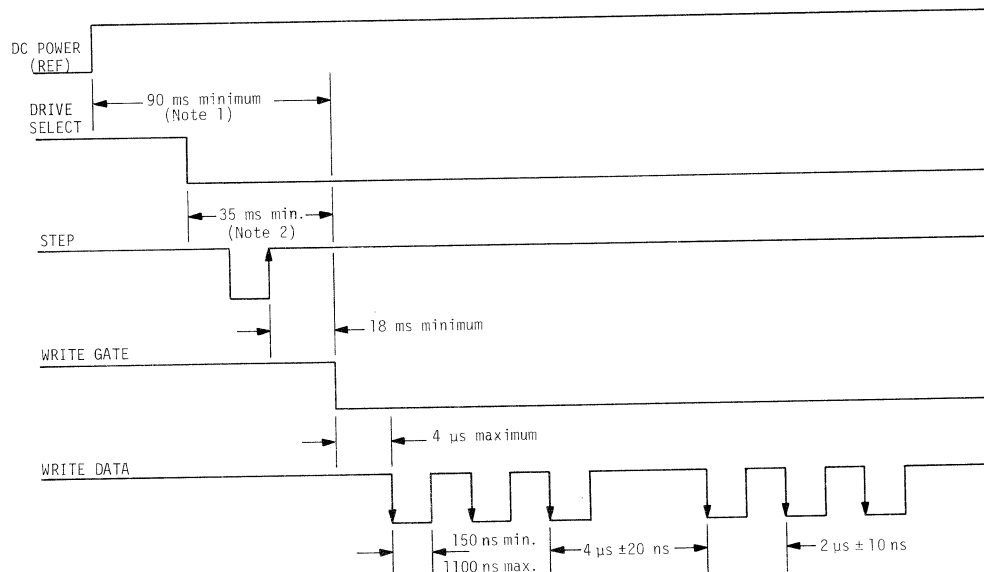 DC POWER
(REF)
90 ms minimum
(Note 1)
DRIVE
SELECT
35 ms min.
(Note 2)
STEP
18 ms minimum
WRITE GATE
4 µs maximum
WRITE DATA
150 ns min.
1100 ns max.
4 µs ±20 ns
2 µs ± 10 ns